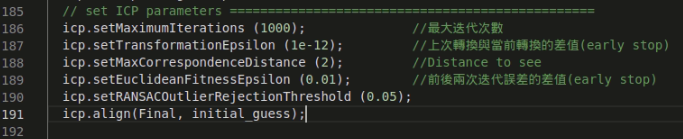 185 // set ICP parameters ================================================
186 icp.setMaximumIterations (1000); //最大迭代次數
187 icp.setTransformationEpsilon (1e-12); //上次轉換與當前轉換的差值(early stop)
188 icp.setMaxCorrespondenceDistance (2); //Distance to see
189 icp.setEuclideanFitnessEpsilon (0.01); //前後兩次迭代誤差的差值(early stop)
190 icp.setRANSACOutlierRejectionThreshold (0.05);
191 icp.align(Final, initial_guess);
192